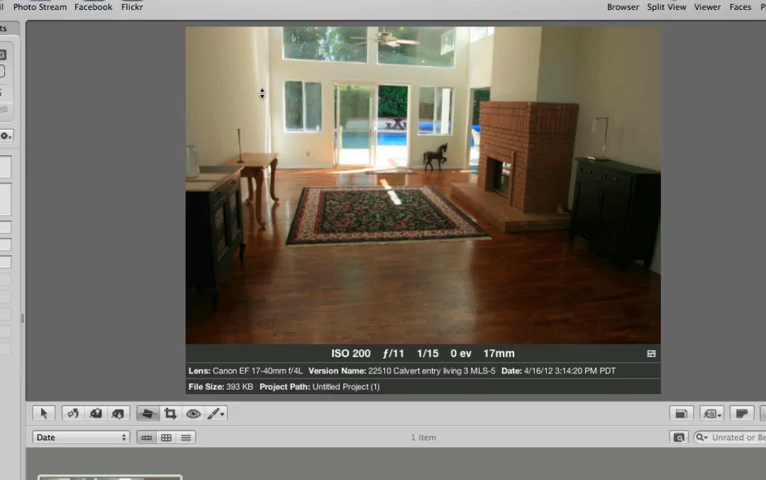 Photo Stream Facebook Flickr Browser Split View Viewer Faces
ISO 200 ƒ/11 1/15 0 ev 17mm
Lens: Canon EF 17-40mm f/4L Version Name: 22510 Calvert entry living 3 MLS-5 Date: 4/16/12 3:14:20 PM PDT
File Size: 393 KB Project Path: Untitled Project (1)
Date 1 item Unrated or Be